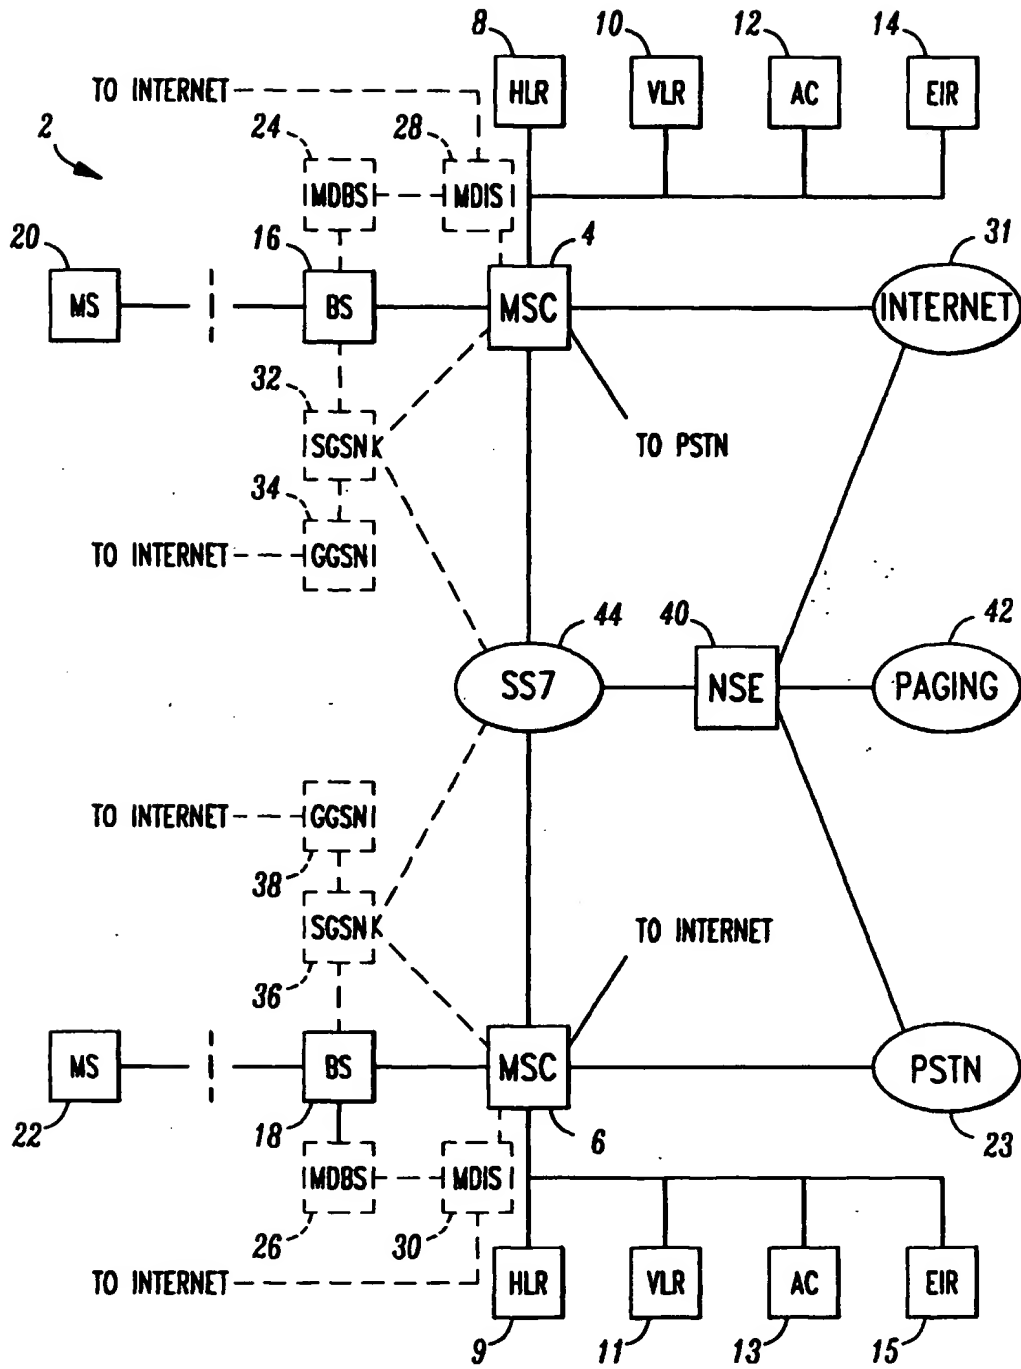 8 10 12 14
TO INTERNET HLR VLR AC EIR
2 24 28
MDBS MDIS
20 16 4 31
MS BS MSC INTERNET
32
SGSN TO PSTN
34
TO INTERNET GGSN
44 40 42
SS7 NSE PAGING
TO INTERNET GGSN
38
SGSN TO INTERNET
36
MS BS MSC PSTN
22 18 6 23
MDBS MDIS
26 30
TO INTERNET HLR VLR AC EIR
9 11 13 15